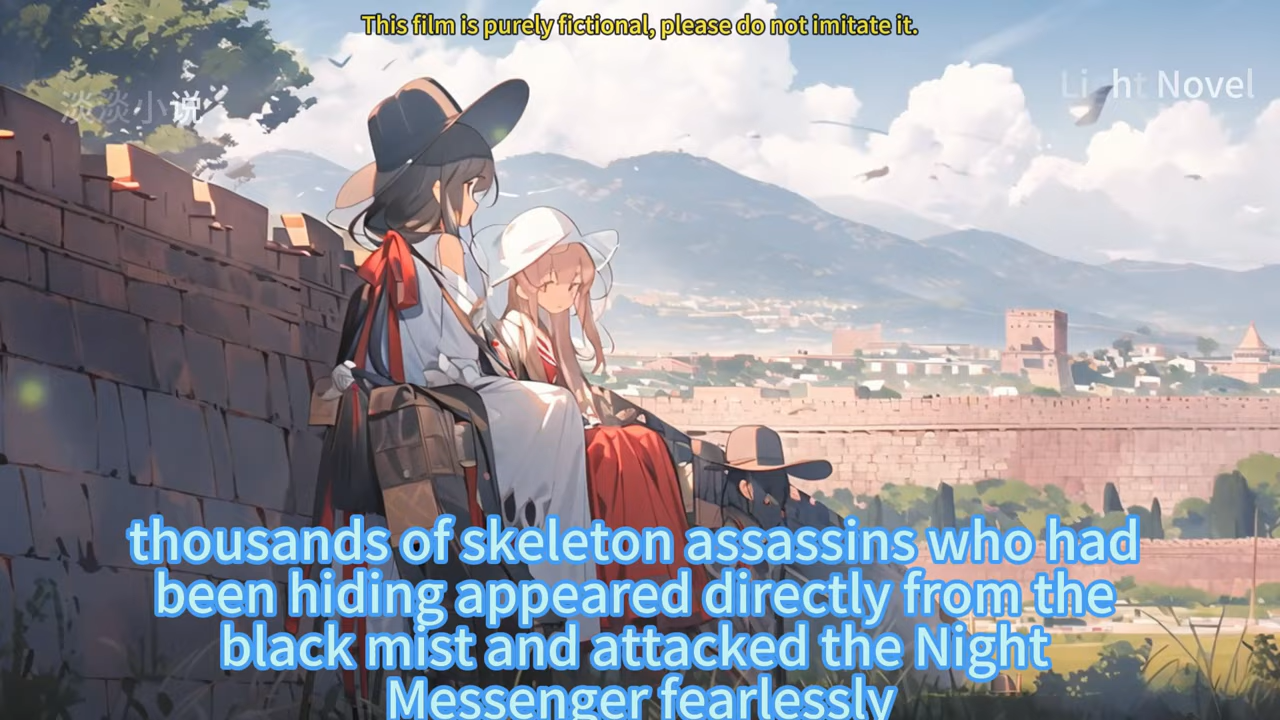 This film is purely fictional, please do not imitate it.
淡淡小说
Light Novel
thousands of skeleton assassins who had
been hiding appeared directly from the
black mist and attacked the Night
Messenger fearlessly